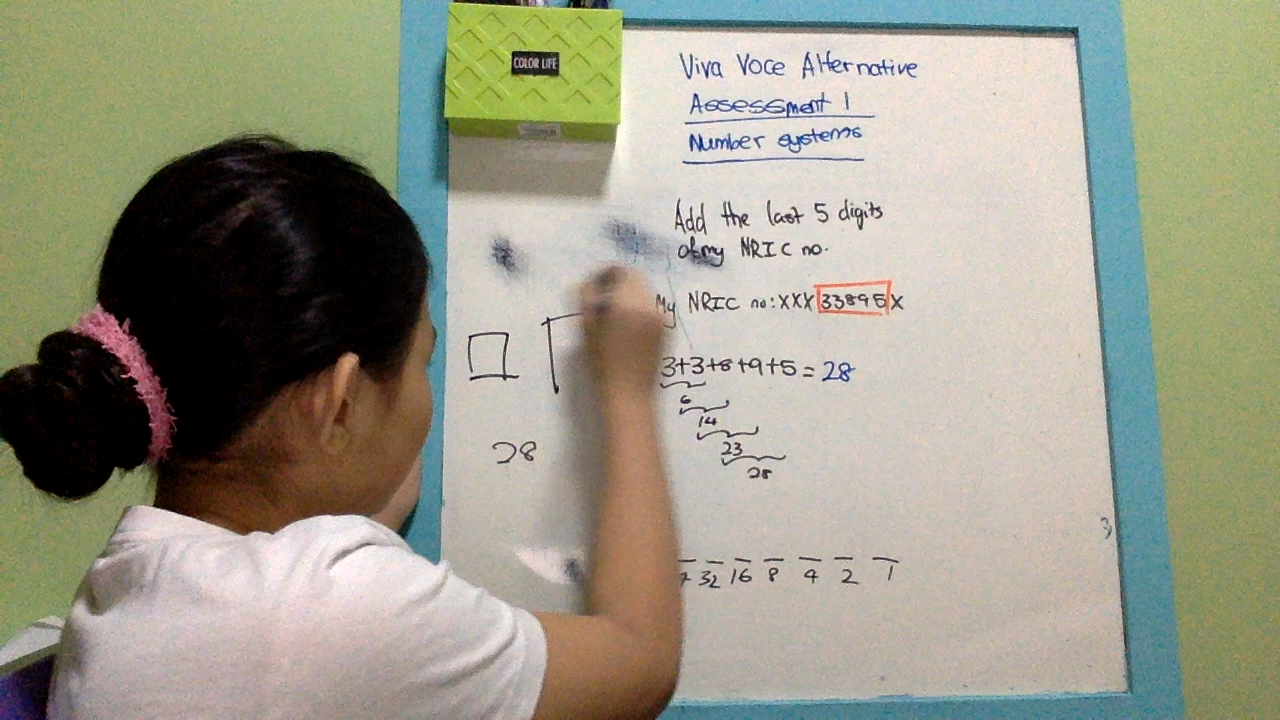 COLOR LIFE
Viva Voce Alternative
Assessment 1
Number systems
Add the last 5 digits
of my NRIC no.
My NRIC no: XXX 33895 X
3+3+8+9+5 = 28
6
14
23
28
28
32 16 8 4 2 1
3